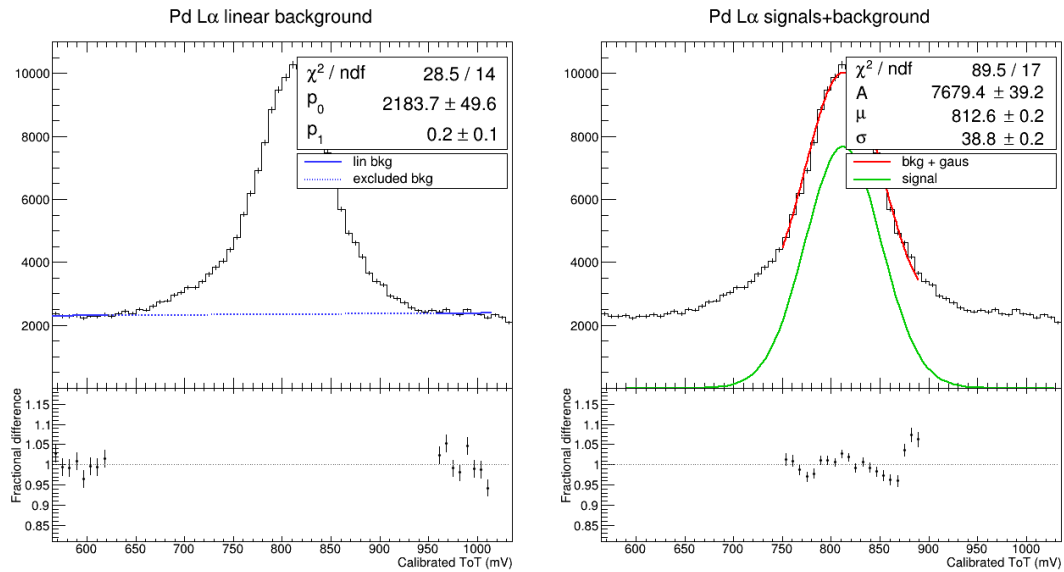 Pd Lα linear background
10000
8000
6000
4000
2000
χ² / ndf 28.5 / 14
p₀ 2183.7 ± 49.6
p₁ 0.2 ± 0.1
lin bkg
excluded bkg
Fractional difference
1.15
1.1
1.05
1
0.95
0.9
0.85
600 650 700 750 800 850 900 950 1000
Calibrated ToT (mV)
Pd Lα signals+background
10000
8000
6000
4000
2000
χ² / ndf 89.5 / 17
A 7679.4 ± 39.2
μ 812.6 ± 0.2
σ 38.8 ± 0.2
bkg + gaus
signal
Fractional difference
1.15
1.1
1.05
1
0.95
0.9
0.85
600 650 700 750 800 850 900 950 1000
Calibrated ToT (mV)